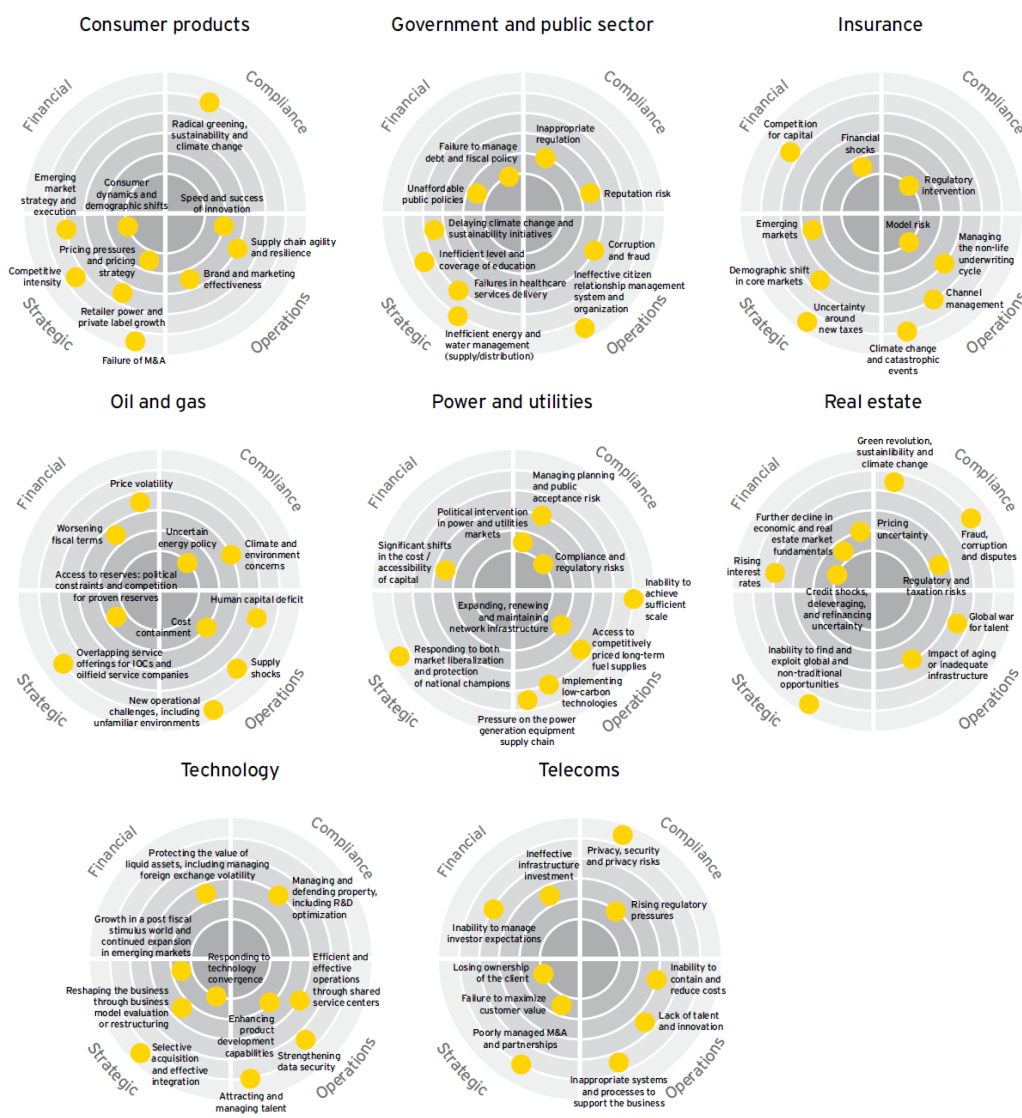 Consumer products
Financial
Compliance
Radical greening,
sustainability and
climate change
Emerging
market
strategy and
execution
Consumer
dynamics and
demographic shifts
Speed and success
of innovation
Pricing pressures
and pricing
strategy
Supply chain agility
and resilience
Competitive
intensity
Brand and marketing
effectiveness
Retailer power and
private label growth
Failure of M&A
Strategic
Operations
Government and public sector
Financial
Compliance
Inappropriate
regulation
Failure to manage
debt and fiscal policy
Unaffordable
public policies
Reputation risk
Delaying climate change and
sustainability initiatives
Inefficient level and
coverage of education
Corruption
and fraud
Failures in healthcare
services delivery
Ineffective citizen
relationship management
system and
organization
Inefficient energy and
water management
(supply/distribution)
Strategic
Operations
Insurance
Financial
Compliance
Competition
for capital
Financial
shocks
Regulatory
intervention
Emerging
markets
Model risk
Managing
the non-life
underwriting
cycle
Demographic shift
in core markets
Channel
management
Uncertainty
around
new taxes
Climate change
and catastrophic
events
Strategic
Operations
Oil and gas
Financial
Compliance
Price volatility
Worsening
fiscal terms
Uncertain
energy policy
Climate and
environment
concerns
Access to reserves: political
constraints and competition
for proven reserves
Human capital deficit
Cost
containment
Overlapping service
offerings for IOCs and
oilfield service companies
Supply
shocks
New operational
challenges, including
unfamiliar environments
Strategic
Operations
Power and utilities
Financial
Compliance
Managing planning
and public
acceptance risk
Political intervention
in power and utilities
markets
Significant shifts
in the cost /
accessibility
of capital
Compliance and
regulatory risks
Inability to
achieve
sufficient
scale
Expanding, renewing
and maintaining
network infrastructure
Access to
competitively
priced long-term
fuel supplies
Responding to both
market liberalization
and protection
of national champions
Implementing
low-carbon
technologies
Pressure on the power
generation equipment
supply chain
Strategic
Operations
Real estate
Financial
Compliance
Green revolution,
sustainlibility and
climate change
Further decline in
economic and real
estate market
fundamentals
Pricing
uncertainty
Fraud,
corruption
and disputes
Rising
interest
rates
Regulatory and
taxation risks
Credit shocks,
deleveraging,
and refinancing
uncertainty
Global war
for talent
Inability to find and
exploit global and
non-traditional
opportunities
Impact of aging
or inadequate
infrastructure
Strategic
Operations
Technology
Financial
Compliance
Protecting the value of
liquid assets, including managing
foreign exchange volatility
Managing and
defending property,
including R&D
optimization
Growth in a post fiscal
stimulus world and
continued expansion
in emerging markets
Responding to
technology
convergence
Efficient and
effective
operations
through shared
service centers
Reshaping the business
through business
model evaluation
or restructuring
Enhancing
product
development
capabilities
Selective
acquisition
and effective
integration
Strengthening
data security
Attracting and
managing talent
Strategic
Operations
Telecoms
Financial
Compliance
Privacy, security
and privacy risks
Ineffective
infrastructure
investment
Rising regulatory
pressures
Inability to manage
investor expectations
Losing ownership
of the client
Inability to
contain and
reduce costs
Failure to maximize
customer value
Lack of talent
and innovation
Poorly managed M&A
and partnerships
Inappropriate systems
and processes to
support the business
Strategic
Operations